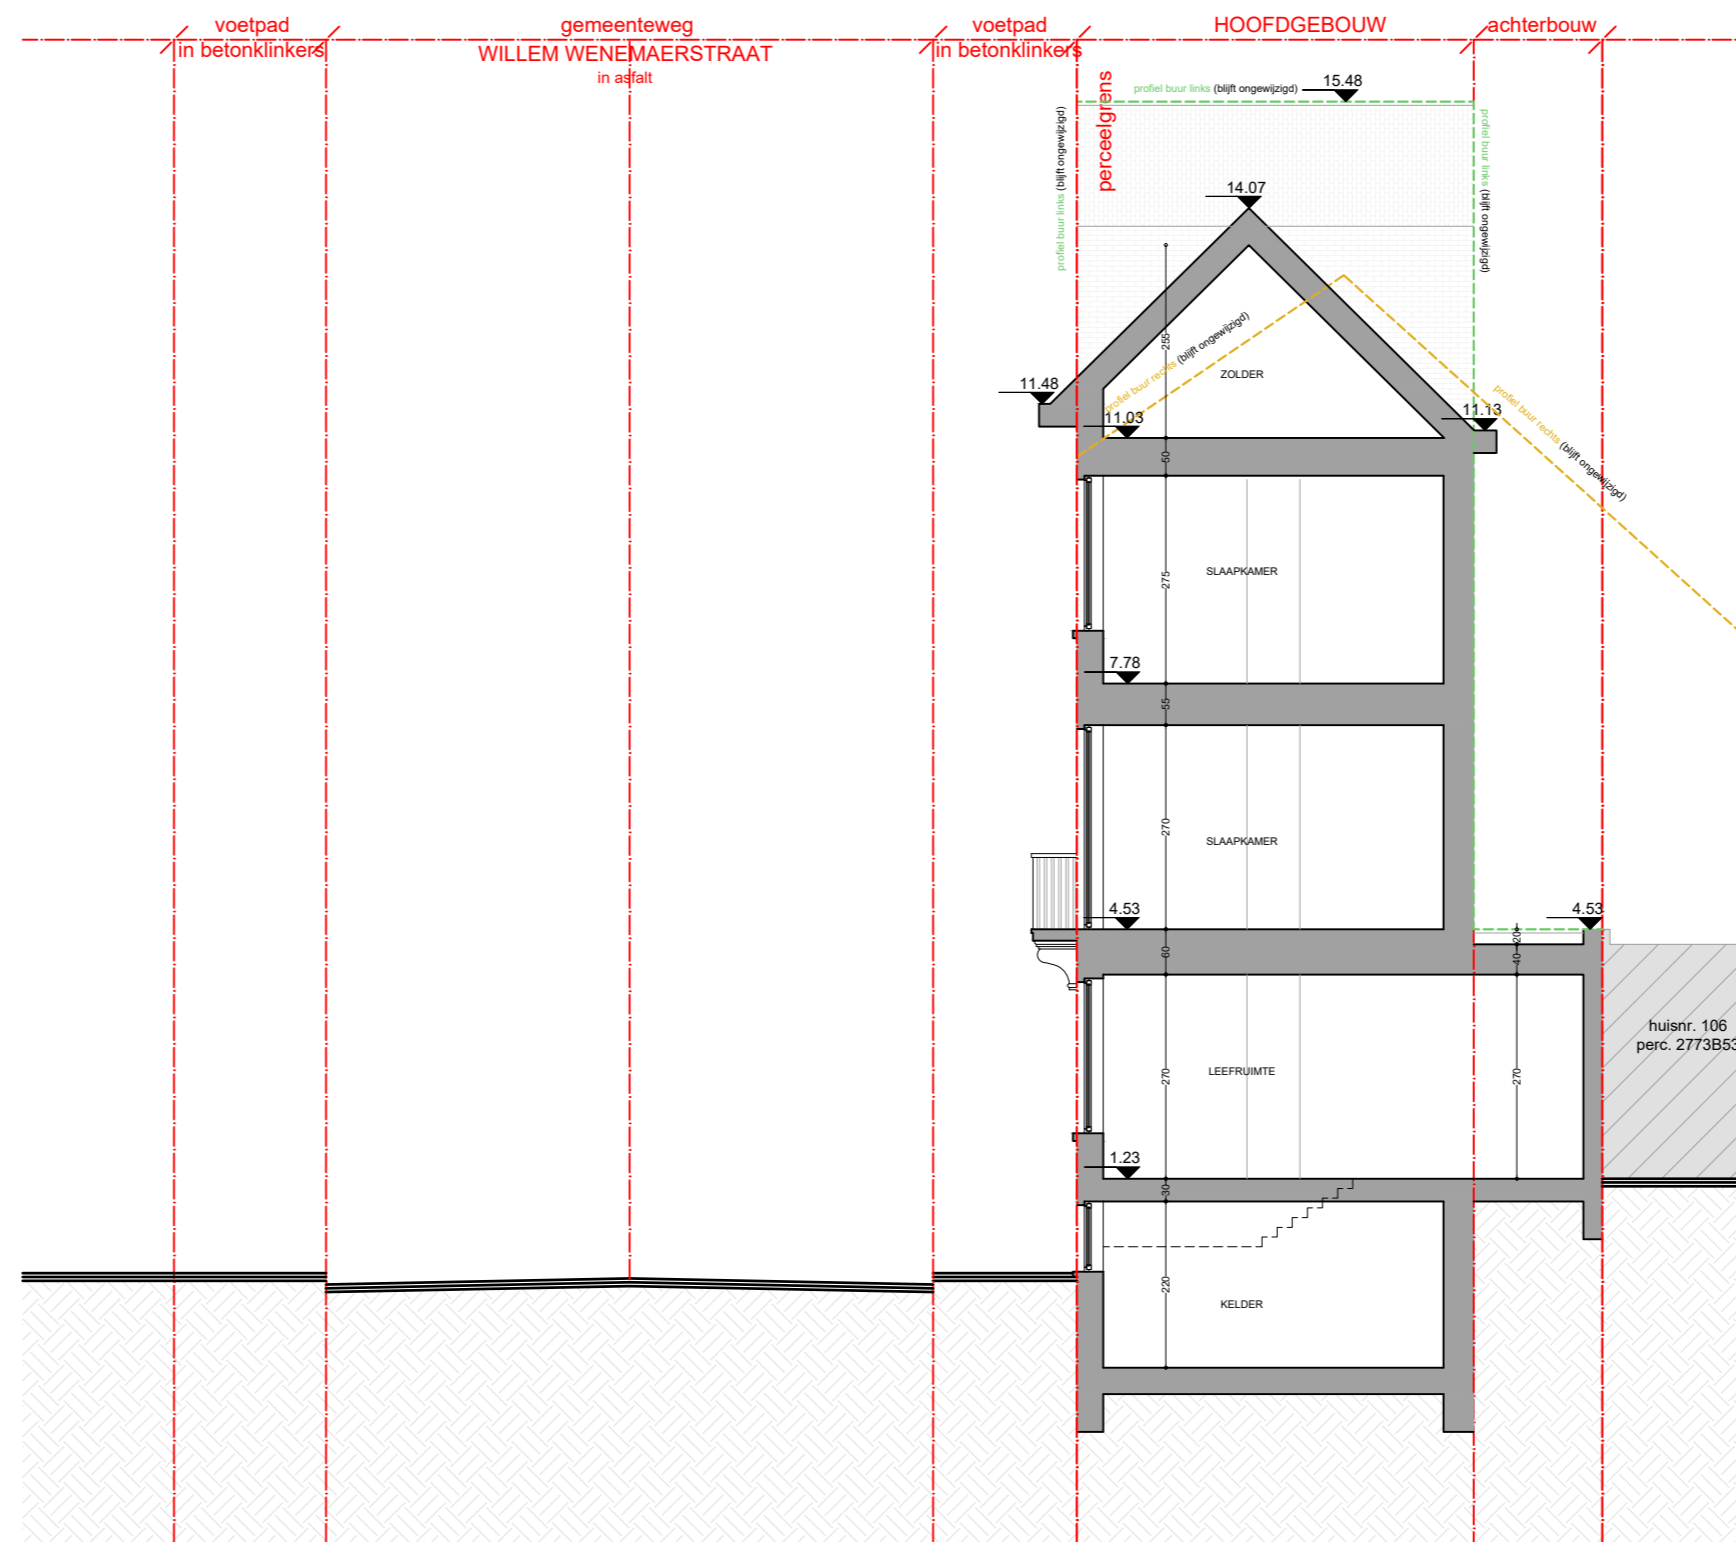 voetpad
in betonklinkers
gemeenteweg
WILLEM WENEMAERSTRAAT
in asfalt
voetpad
in betonklinkers
HOOFDGEBOUW
achterbouw
perceelgrens
profiel buur links (blijft ongewijzigd)
15.48
profiel buur links (blijft ongewijzigd)
profiel buur links (blijft ongewijzigd)
14.07
255
profiel buur rechts (blijft ongewijzigd)
ZOLDER
11.48
11.03
11.13
profiel buur rechts (blijft ongewijzigd)
50
SLAAPKAMER
275
7.78
55
SLAAPKAMER
270
4.53
4.53
60
20
40
huisnr. 106
perc. 2773B53
LEEFRUIMTE
270
270
1.23
30
220
KELDER